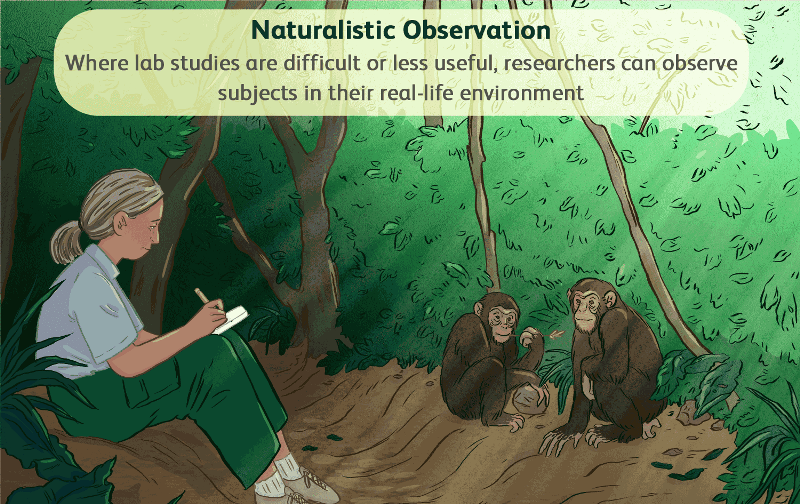 Naturalistic Observation
Where lab studies are difficult or less useful, researchers can observe
subjects in their real-life environment